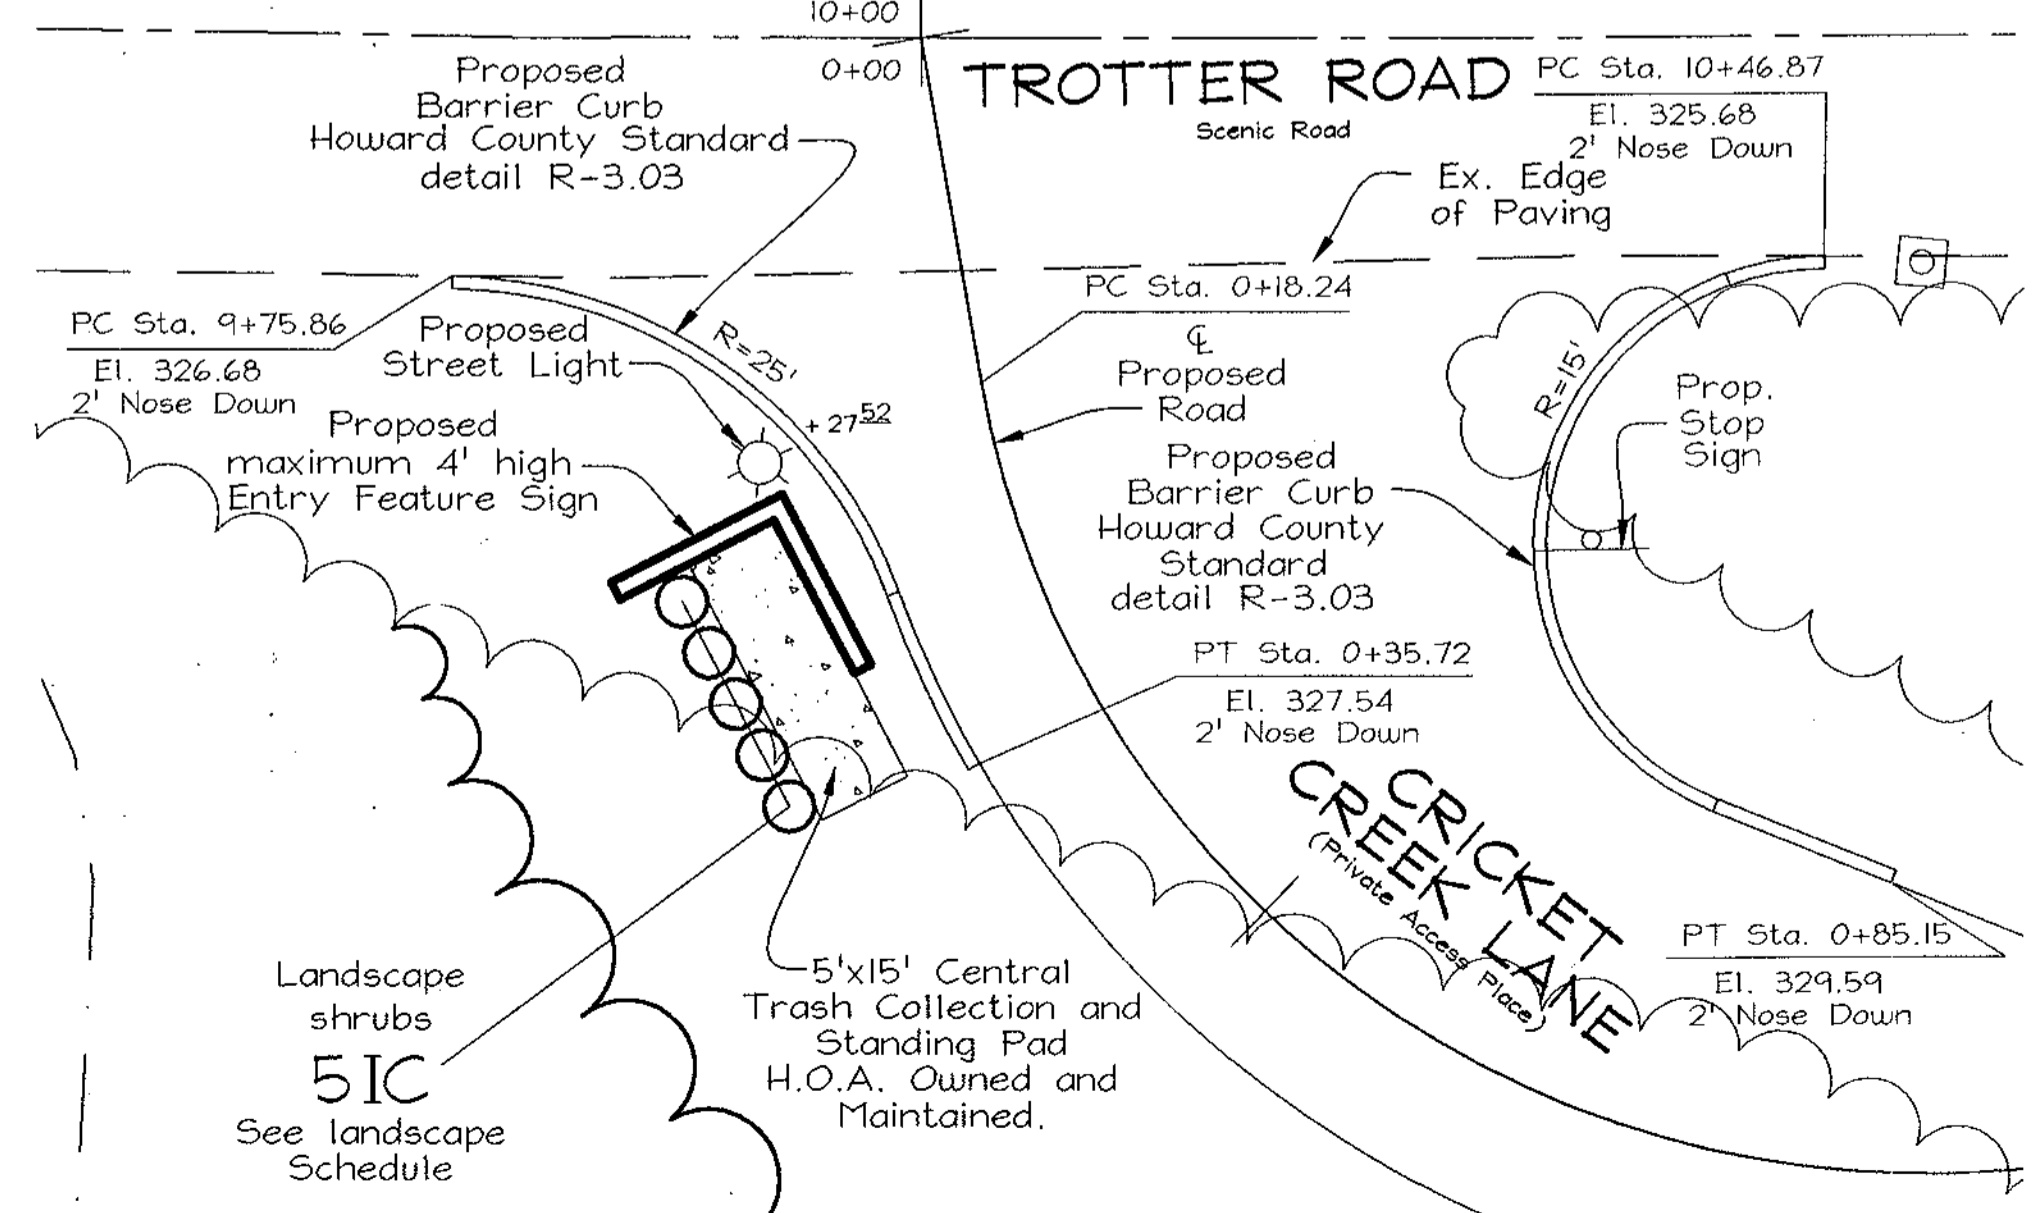 10+00
0+00
TROTTER ROAD
Scenic Road
PC Sta. 10+46.87
El. 325.68
2' Nose Down
Proposed
Barrier Curb
Howard County Standard
detail R-3.03
Ex. Edge
of Paving
PC Sta. 9+75.86
El. 326.68
2' Nose Down
Proposed
Street Light
R=25'
+ 27 52
PC Sta. 0+18.24
℄
Proposed
Road
R=15'
Prop.
Stop
Sign
Proposed
maximum 4' high
Entry Feature Sign
Proposed
Barrier Curb
Howard County
Standard
detail R-3.03
PT Sta. 0+35.72
El. 327.54
2' Nose Down
CRICKET
CREEK LANE
(Private Access Place)
PT Sta. 0+85.15
El. 329.59
2' Nose Down
Landscape
shrubs
5 IC
See landscape
Schedule
5'x15' Central
Trash Collection and
Standing Pad
H.O.A. Owned and
Maintained.